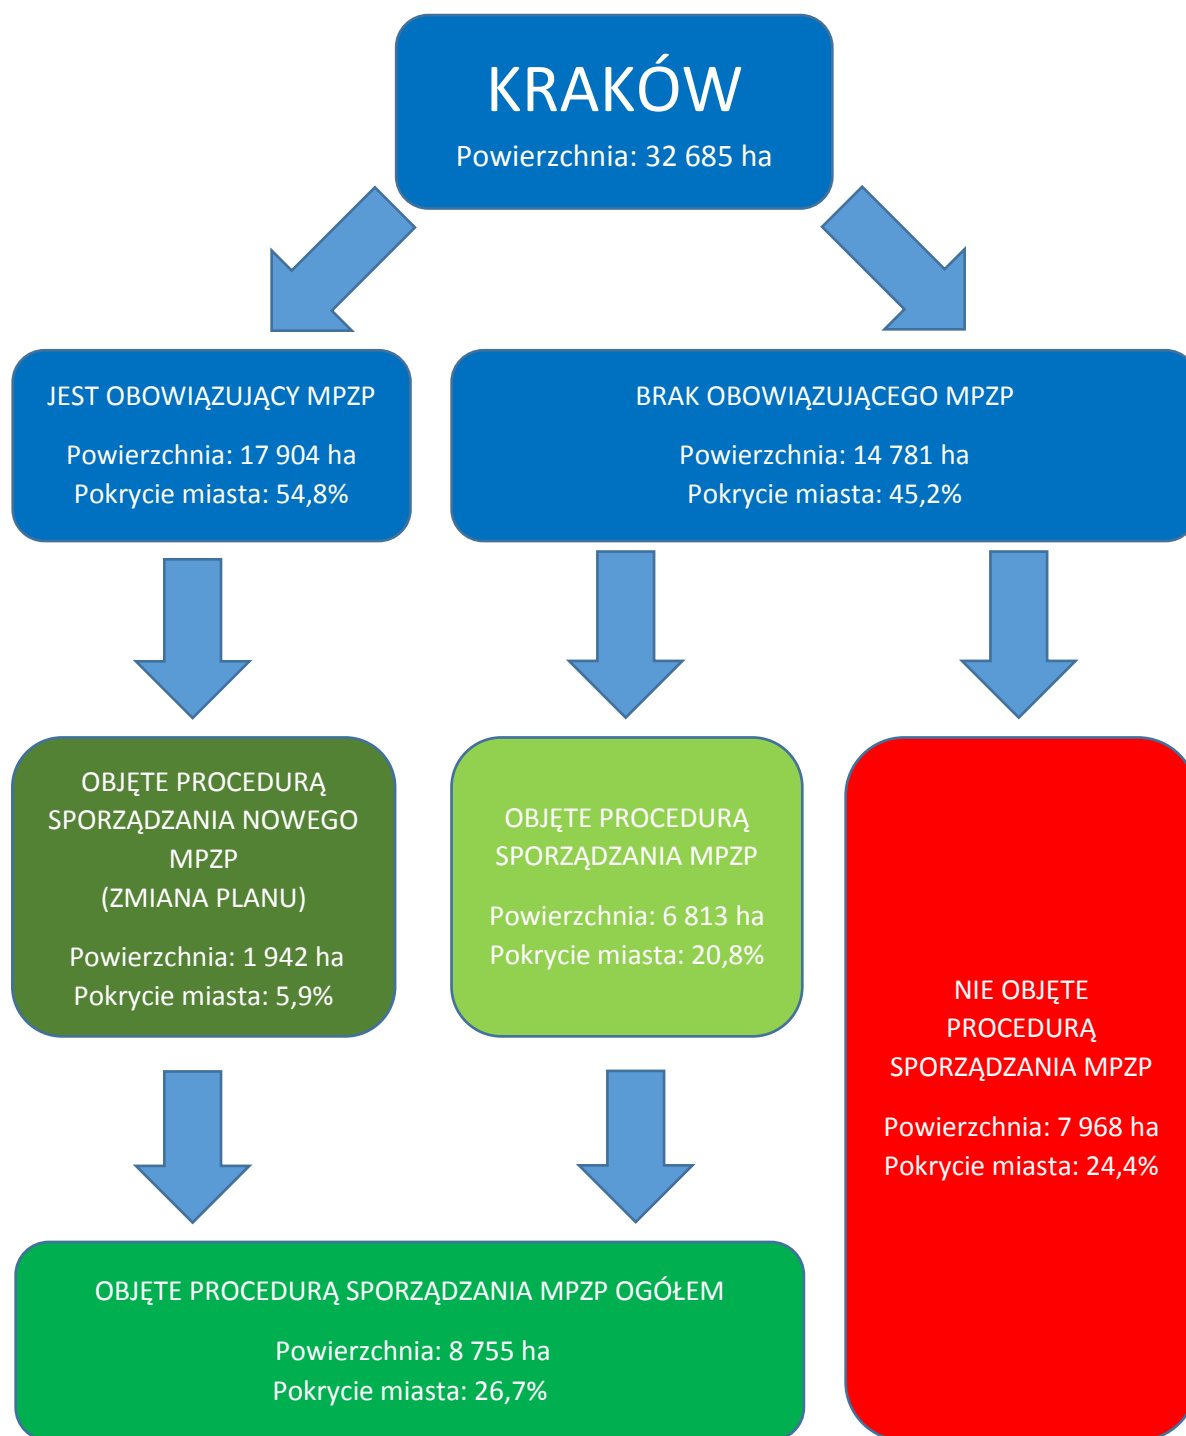 KRAKÓW
Powierzchnia: 32 685 ha
JEST OBOWIĄZUJĄCY MPZP
Powierzchnia: 17 904 ha
Pokrycie miasta: 54,8%
BRAK OBOWIĄZUJĄCEGO MPZP
Powierzchnia: 14 781 ha
Pokrycie miasta: 45,2%
OBJĘTE PROCEDURĄ
SPORZĄDZANIA NOWEGO
MPZP
(ZMIANA PLANU)
Powierzchnia: 1 942 ha
Pokrycie miasta: 5,9%
OBJĘTE PROCEDURĄ
SPORZĄDZANIA MPZP
Powierzchnia: 6 813 ha
Pokrycie miasta: 20,8%
NIE OBJĘTE
PROCEDURĄ
SPORZĄDZANIA MPZP
Powierzchnia: 7 968 ha
Pokrycie miasta: 24,4%
OBJĘTE PROCEDURĄ SPORZĄDZANIA MPZP OGÓŁEM
Powierzchnia: 8 755 ha
Pokrycie miasta: 26,7%